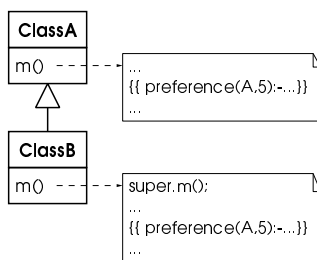 ClassA
m()
...
{{ preference(A,5):-...}}
...
ClassB
m()
super.m();
...
{{ preference(A,5):-...}}
...